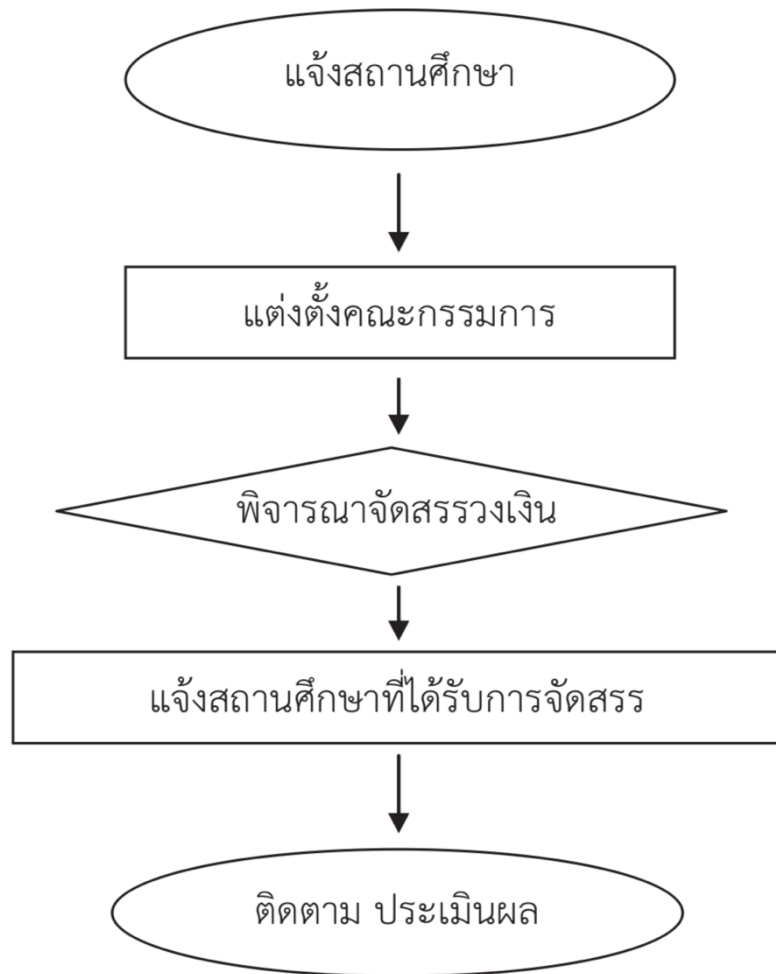 แจ้งสถานศึกษา
แต่งตั้งคณะกรรมการ
พิจารณาจัดสรรวงเงิน
แจ้งสถานศึกษาที่ได้รับการจัดสรร
ติดตาม ประเมินผล